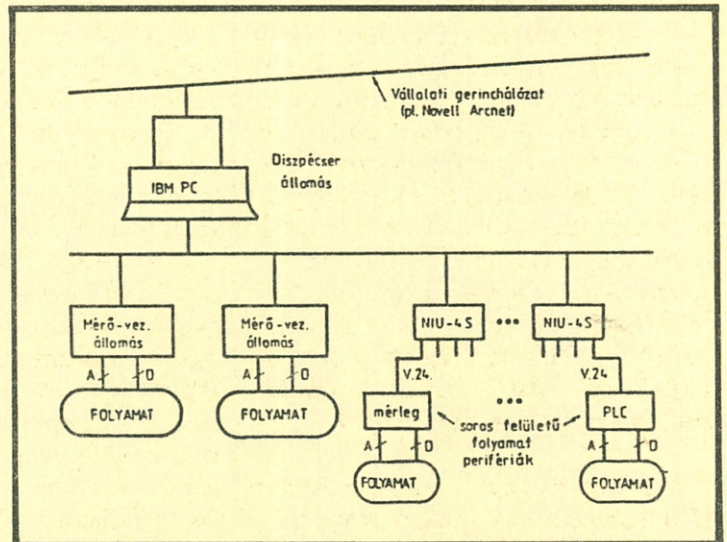 Vállalati gerinchálózat
(pl. Novell Arcnet)
Diszpécser
állomás
IBM PC
Mérő-vez.
állomás
Mérő-vez.
állomás
NIU-4S
•••
NIU-4S
A
D
A
D
V.24.
V.24
FOLYAMAT
FOLYAMAT
mérleg
•••
PLC
soros felületű
folyamat
perifériák
A
D
A
D
FOLYAMAT
FOLYAMAT